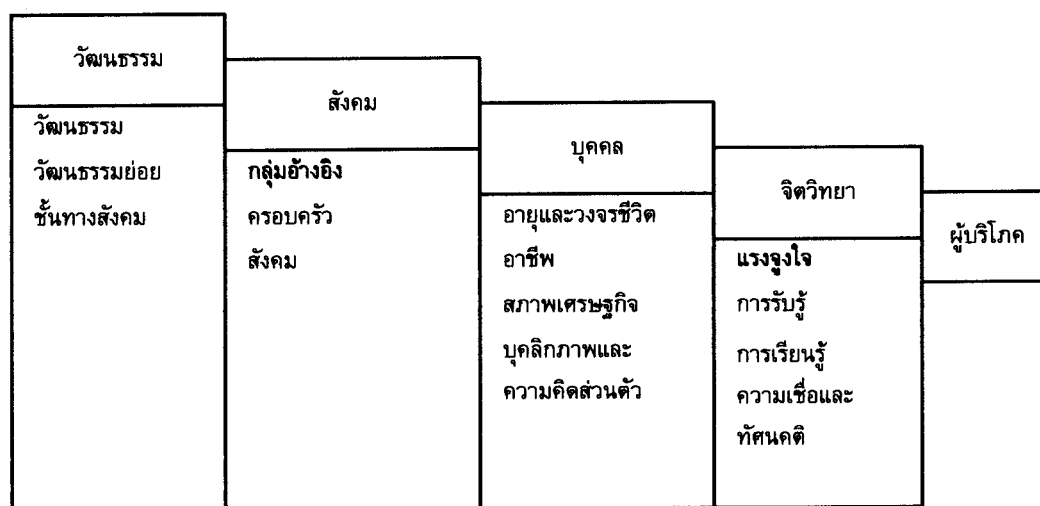 วัฒนธรรม
วัฒนธรรม
วัฒนธรรมย่อย
ชั้นทางสังคม
สังคม
กลุ่มอ้างอิง
ครอบครัว
สังคม
บุคคล
อายุและวงจรชีวิต
อาชีพ
สภาพเศรษฐกิจ
บุคลิกภาพและ
ความคิดส่วนตัว
จิตวิทยา
แรงจูงใจ
การรับรู้
การเรียนรู้
ความเชื่อและ
ทัศนคติ
ผู้บริโภค